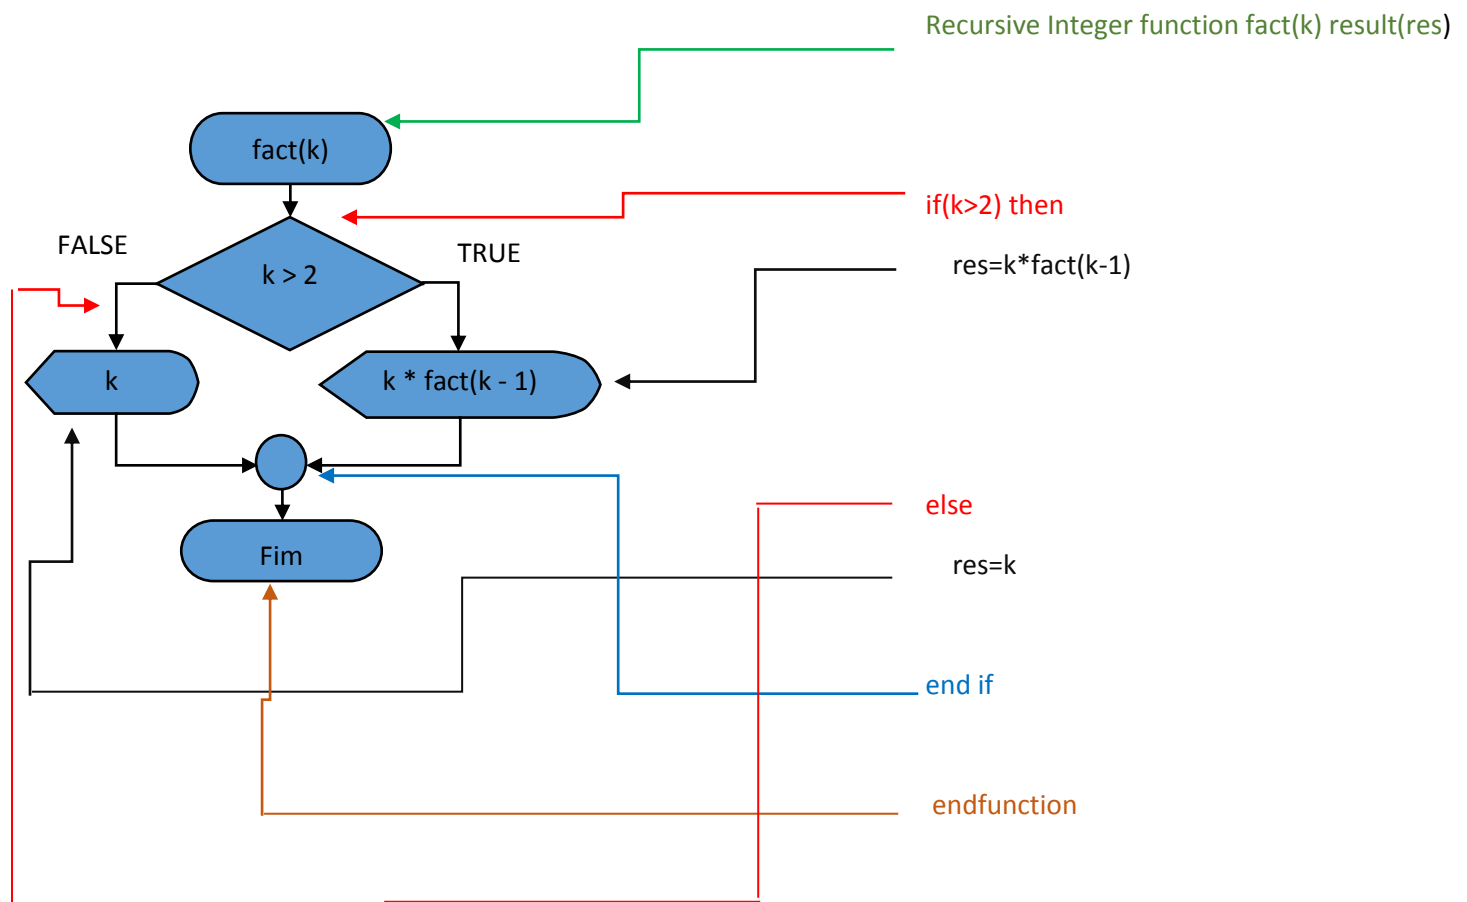 Recursive Integer function fact(k) result(res)
fact(k)
if(k>2) then
FALSE
TRUE
k > 2
res=k*fact(k-1)
k
k * fact(k - 1)
else
Fim
res=k
end if
endfunction